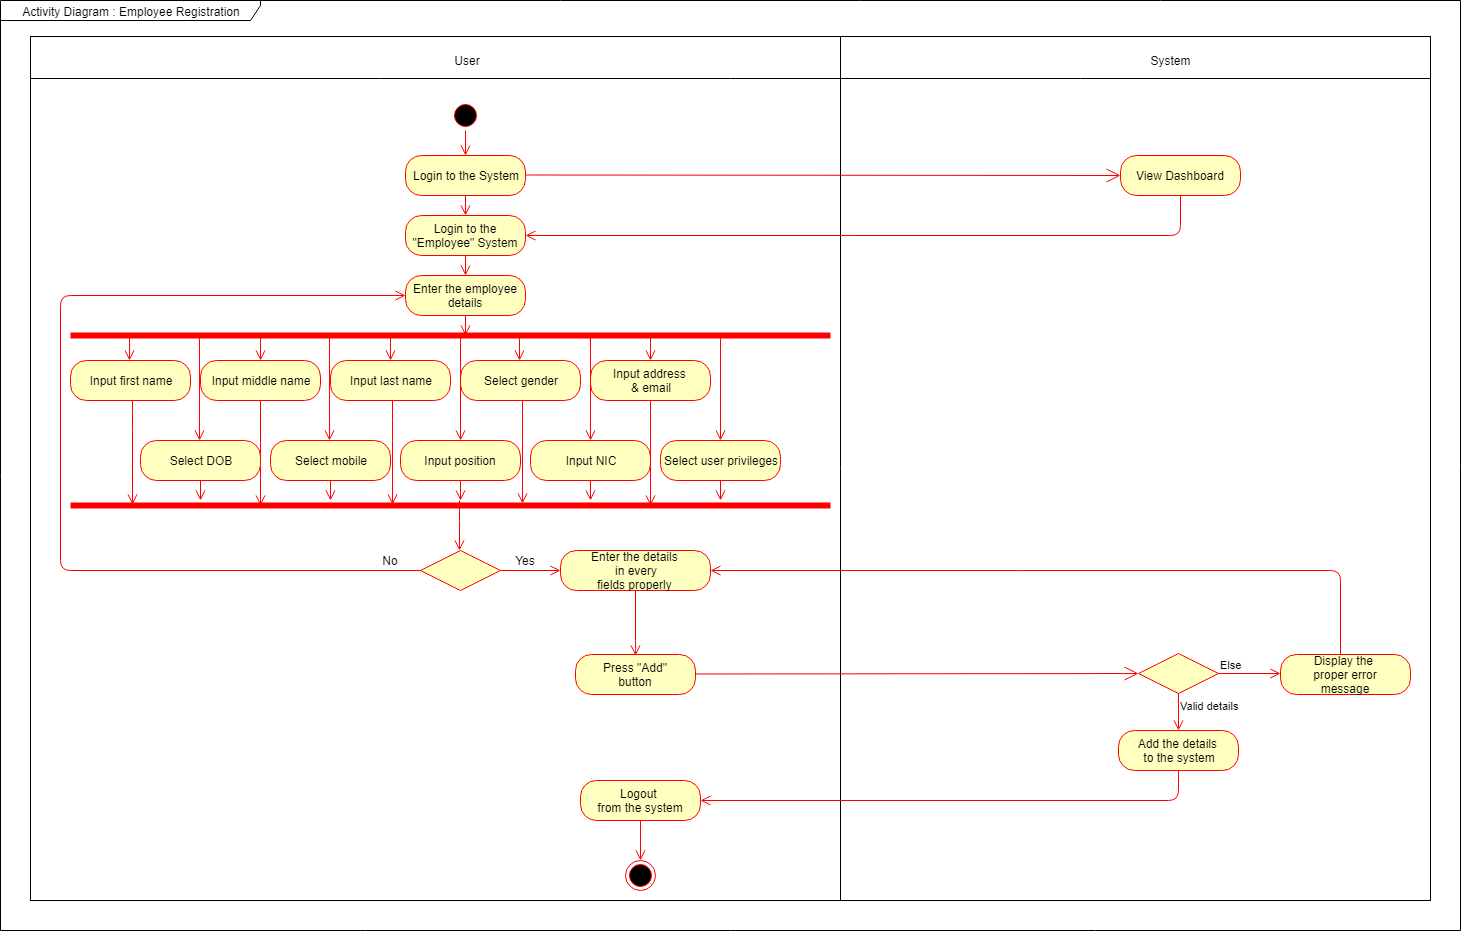 Activity Diagram : Employee Registration
User
System
Login to the System
View Dashboard
Login to the
"Employee" System
Enter the employee
details
Input first name
Input middle name
Input last name
Select gender
Input address
& email
Select DOB
Select mobile
Input position
Input NIC
Select user privileges
No
Yes
Enter the details
in every
fields properly
Press "Add"
button
Else
Display the
proper error
message
Valid details
Add the details
to the system
Logout
from the system